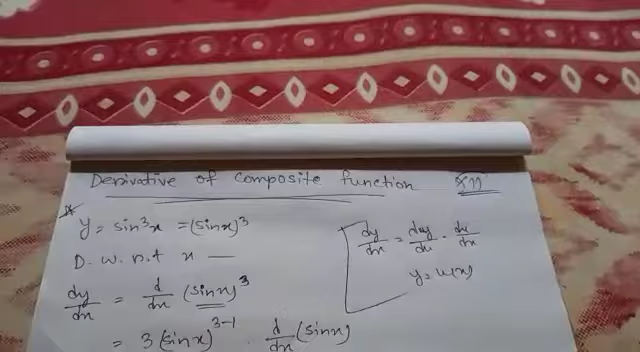 Derivative of Composite function XII
* y = sin³x = (sinx)³
D. w. r. t x —
dy/dx = d/dx (sinx)³
= 3 (sinx)³⁻¹ . d/dx (sinx)
dy/dx = dy/du . du/dx
y = u(x)